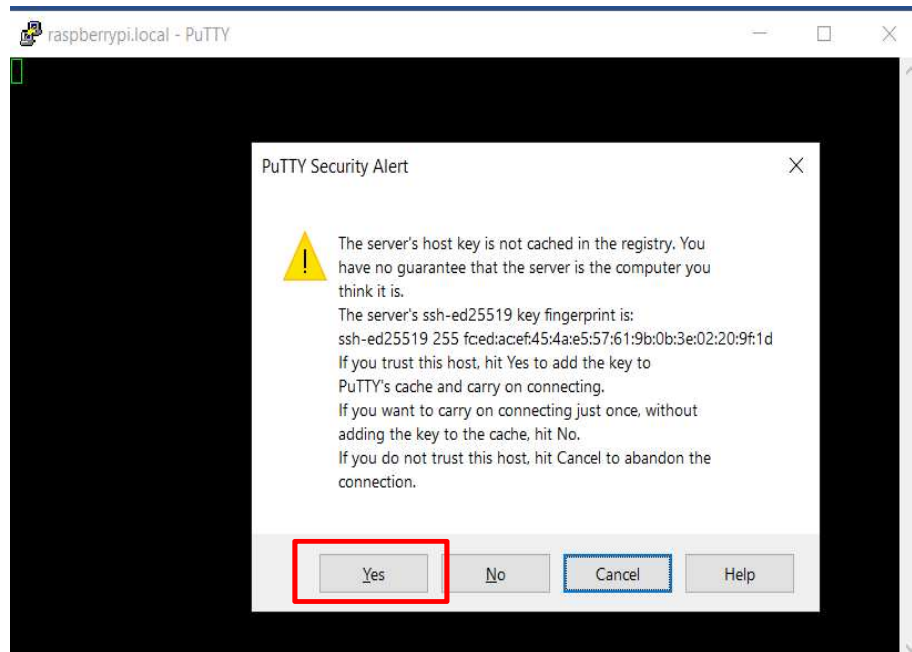 raspberrypi.local - PuTTY
PuTTY Security Alert
The server's host key is not cached in the registry. You
have no guarantee that the server is the computer you
think it is.
The server's ssh-ed25519 key fingerprint is:
ssh-ed25519 255 fc:ed:ac:ef:45:4a:e5:57:61:9b:0b:3e:02:20:9f:1d
If you trust this host, hit Yes to add the key to
PuTTY's cache and carry on connecting.
If you want to carry on connecting just once, without
adding the key to the cache, hit No.
If you do not trust this host, hit Cancel to abandon the
connection.
Yes No Cancel Help